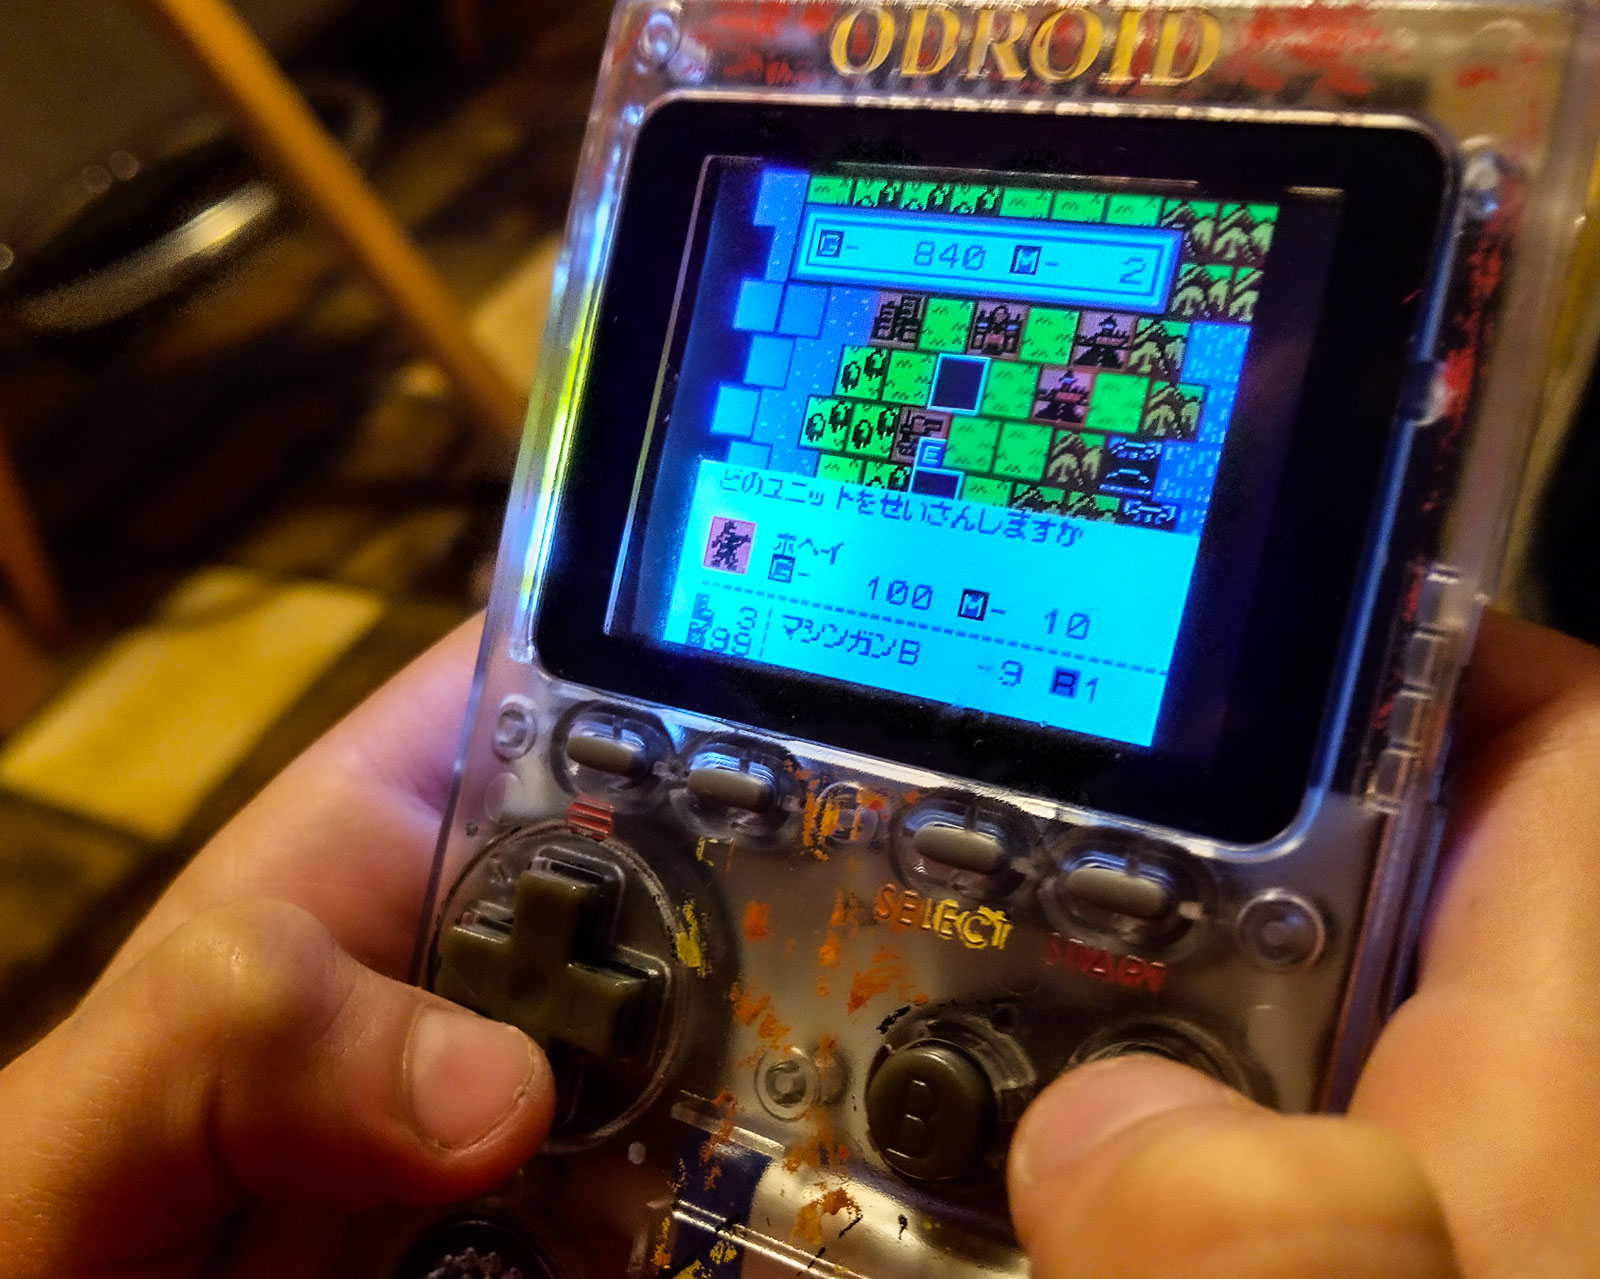 ODROID
G- 840 M- 2
E
どのユニットをせいさんしますか
ホヘイ
G- 100 M- 10
3 マシンガンB -9 R1
99
SELECT START
B